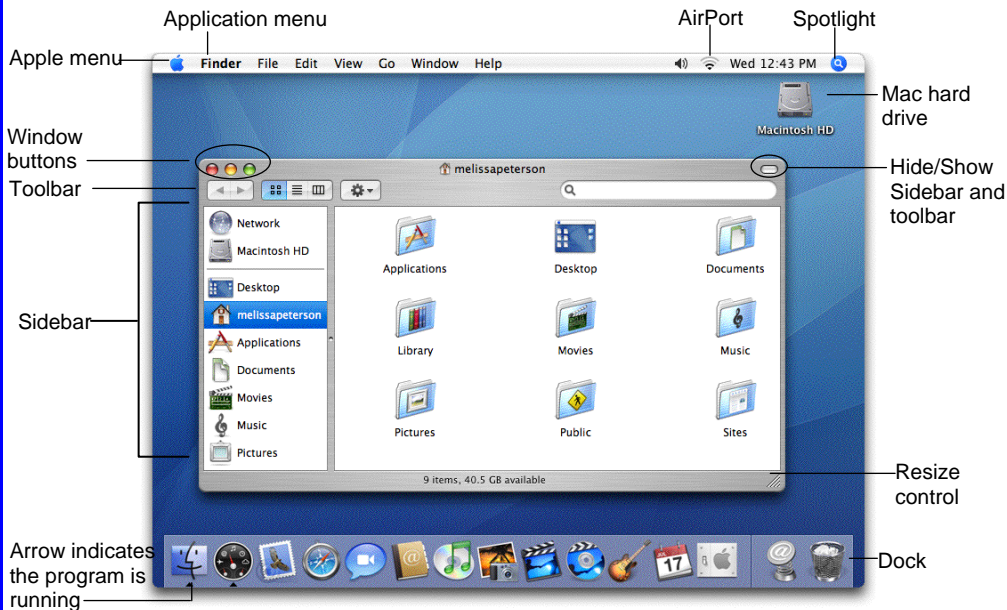 Application menu
AirPort
Spotlight
Apple menu
Finder File Edit View Go Window Help
Wed 12:43 PM
Mac hard
drive
Macintosh HD
Window
buttons
melissapeterson
Hide/Show
Sidebar and
toolbar
Toolbar
Sidebar
Network
Macintosh HD
Desktop
melissapeterson
Applications
Documents
Movies
Music
Pictures
Applications
Desktop
Documents
Library
Movies
Music
Pictures
Public
Sites
9 items, 40.5 GB available
Resize
control
Arrow indicates
the program is
running
JUL
17
@
@
Dock